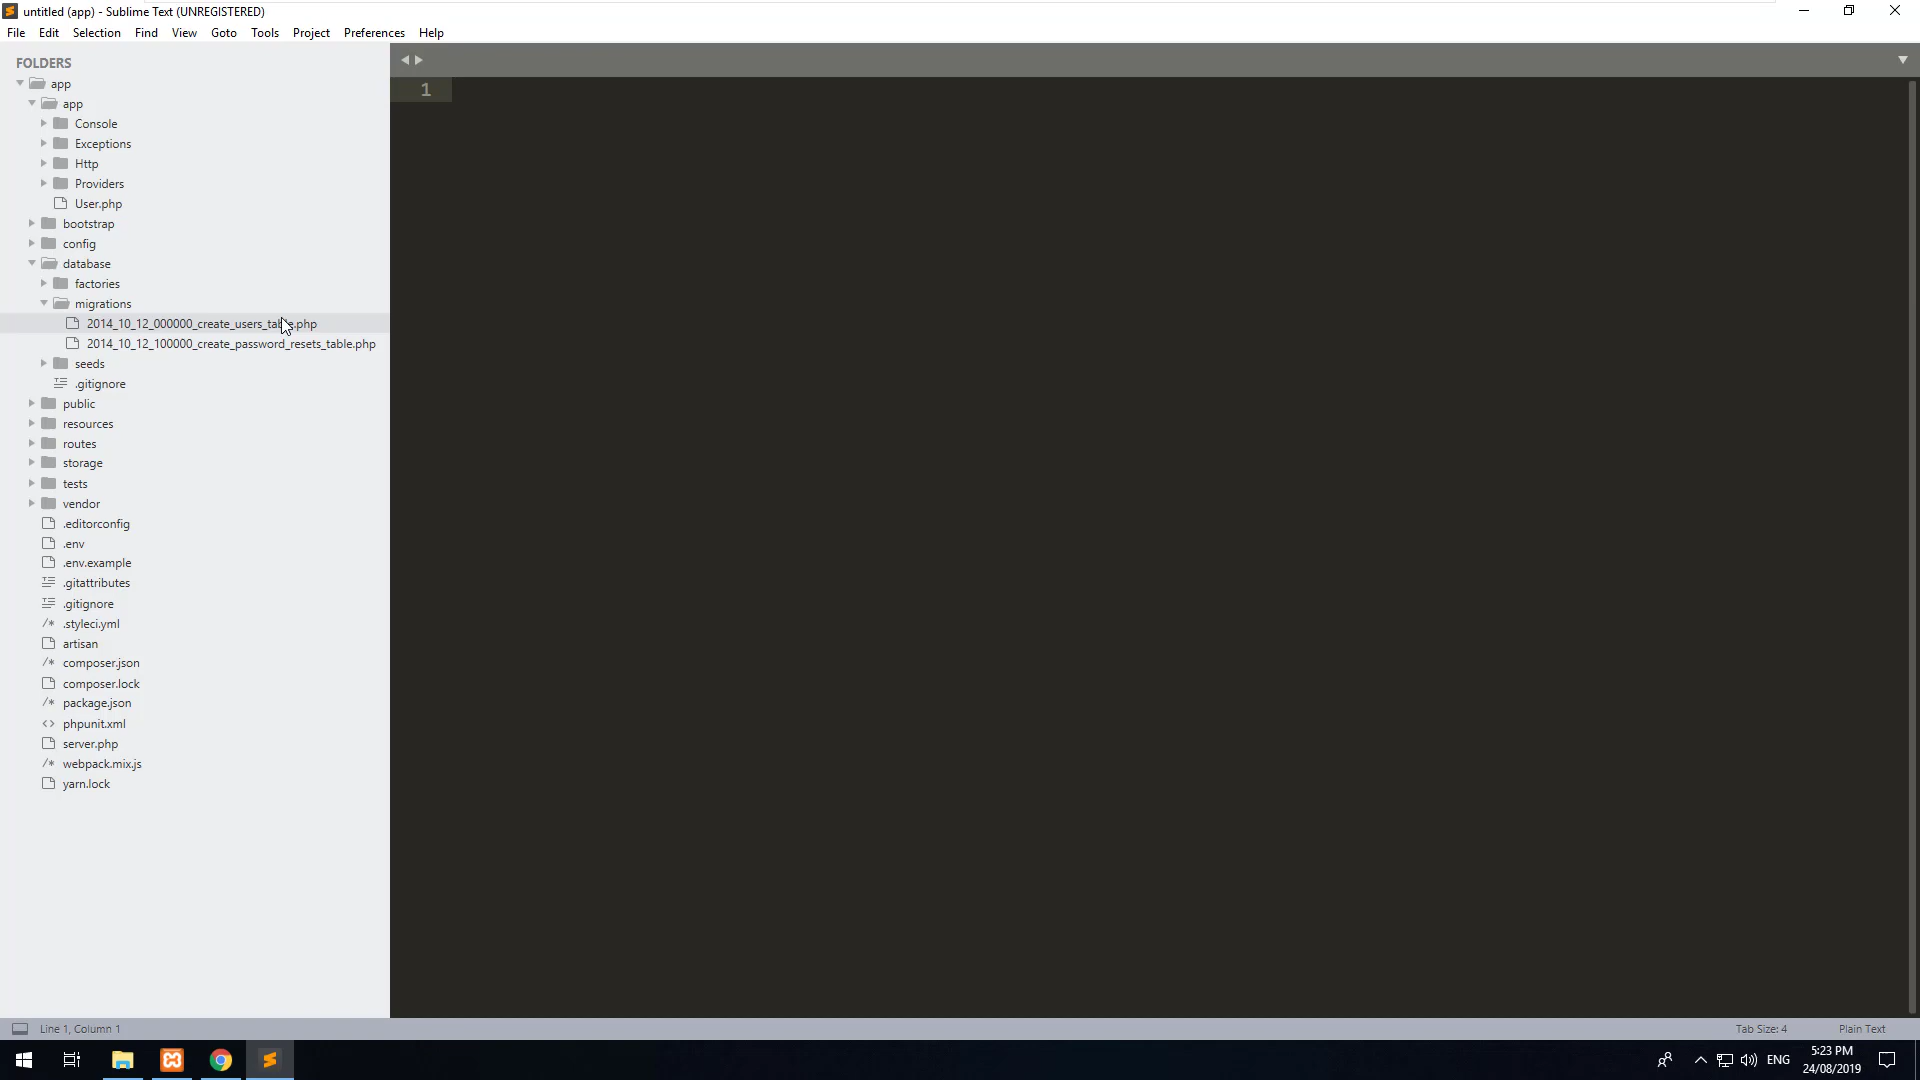 untitled (app) - Sublime Text (UNREGISTERED)
File Edit Selection Find View Goto Tools Project Preferences Help
FOLDERS
app
app
Console
Exceptions
Http
Providers
User.php
bootstrap
config
database
factories
migrations
2014_10_12_000000_create_users_table.php
2014_10_12_100000_create_password_resets_table.php
seeds
.gitignore
public
resources
routes
storage
tests
vendor
.editorconfig
.env
.env.example
.gitattributes
.gitignore
/* .styleci.yml
artisan
/* composer.json
composer.lock
/* package.json
<> phpunit.xml
server.php
/* webpack.mix.js
yarn.lock
1
Line 1, Column 1
Tab Size: 4
Plain Text
ENG
5:23 PM
24/08/2019